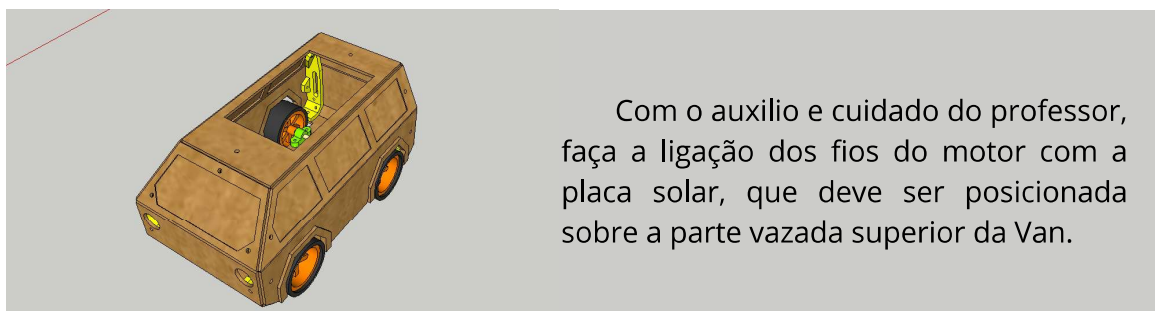 Com o auxilio e cuidado do professor,
faça a ligação dos fios do motor com a
placa solar, que deve ser posicionada
sobre a parte vazada superior da Van.